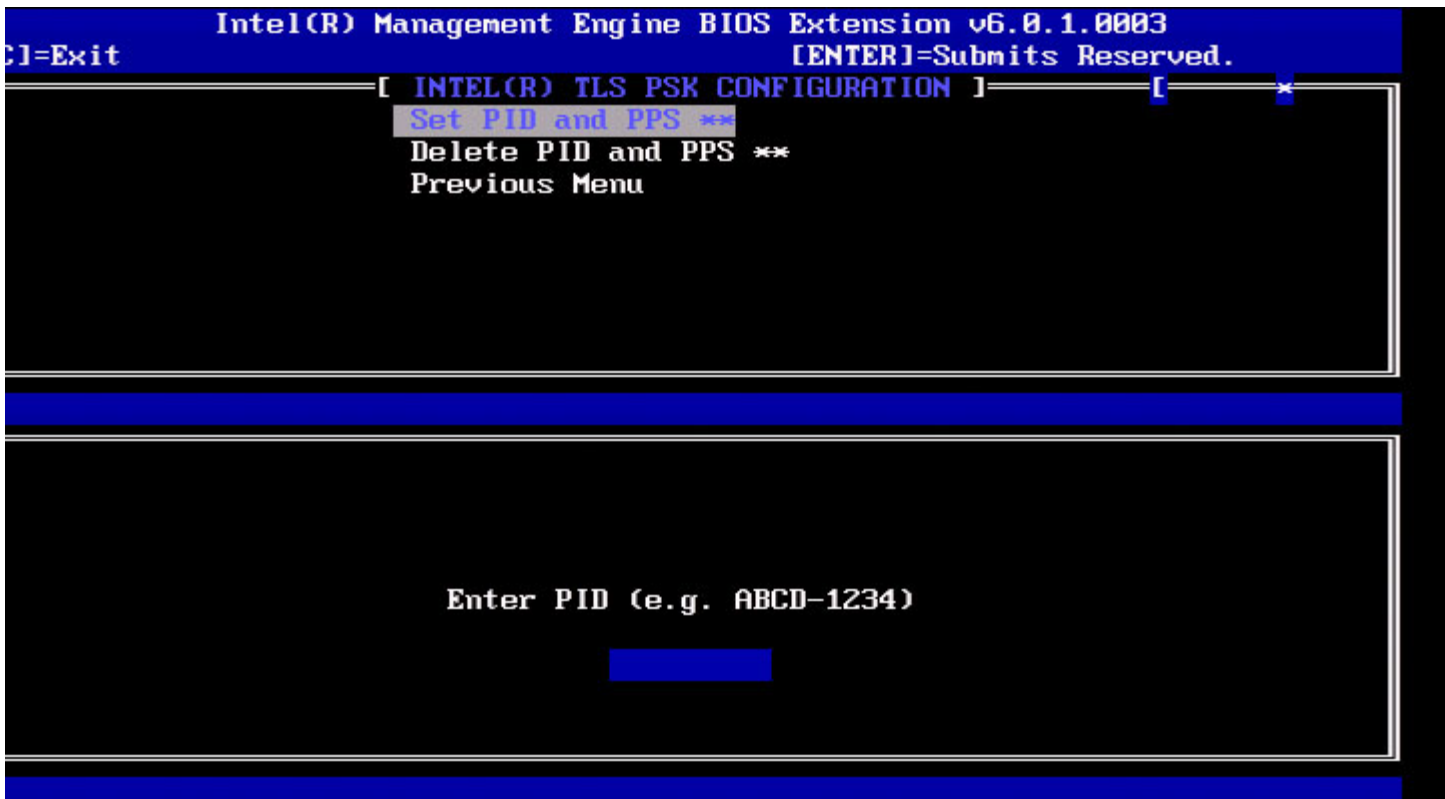 Intel(R) Management Engine BIOS Extension v6.0.1.0003
C]=Exit [ENTER]=Submits Reserved.
[ INTEL(R) TLS PSK CONFIGURATION ] [ *
Set PID and PPS **
Delete PID and PPS **
Previous Menu
Enter PID (e.g. ABCD-1234)